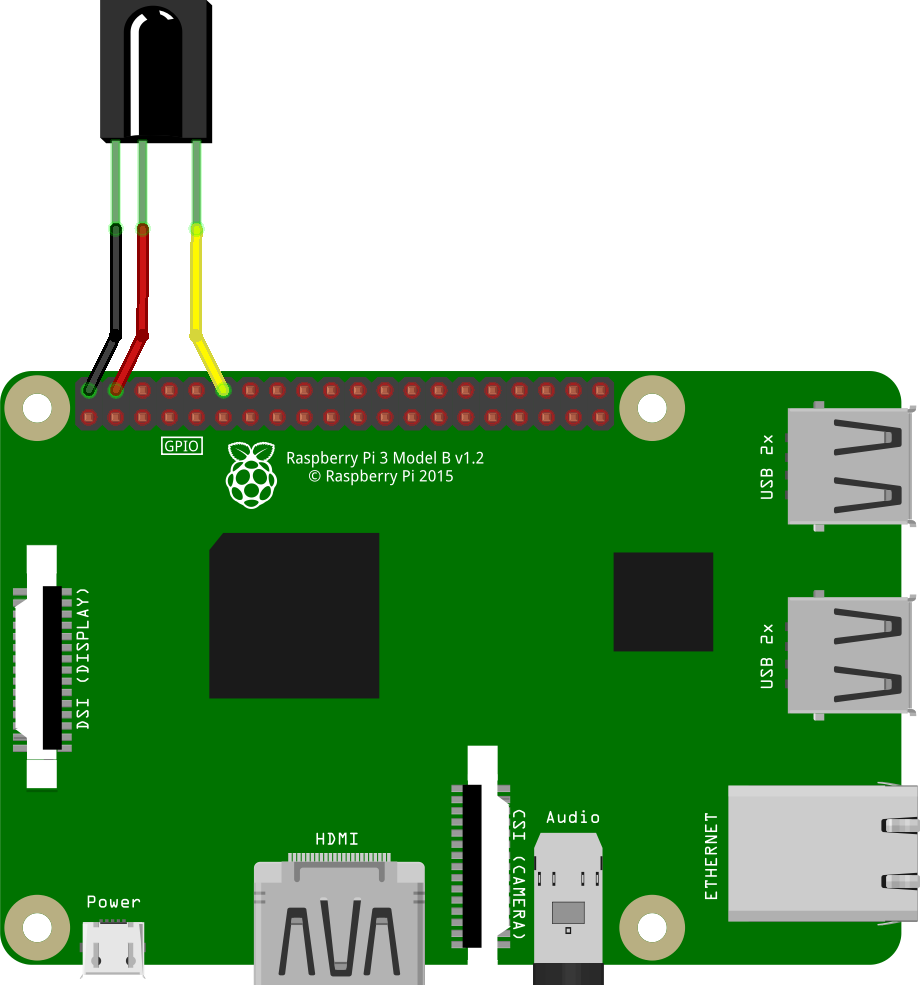 GPIO
Raspberry Pi 3 Model B v1.2
© Raspberry Pi 2015
USB 2x
DSI (DISPLAY)
USB 2x
CSI (CAMERA)
Audio
ETHERNET
HDMI
Power